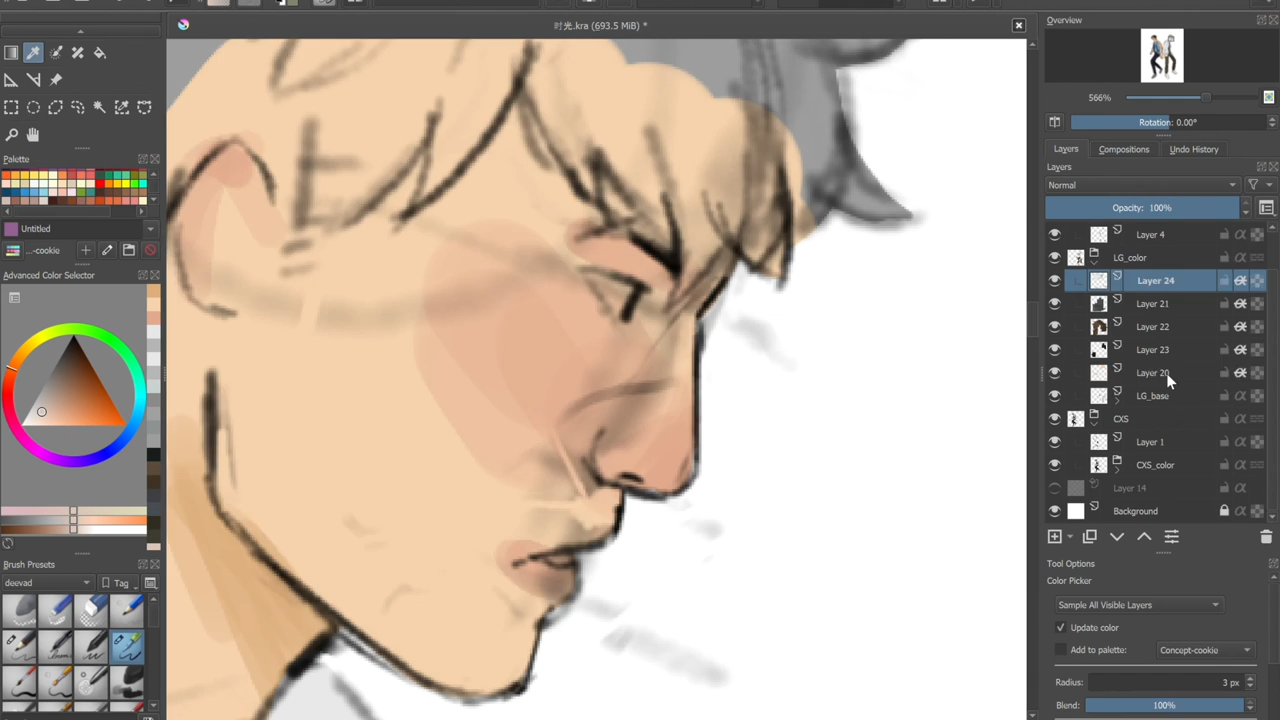 时光.kra (693.5 MiB) *
Overview
566%
Rotation: 0.00°
Layers
Compositions
Undo History
Layers
Normal
Opacity: 100%
Layer 4
LG_color
Layer 24
Layer 21
Layer 22
Layer 23
Layer 20
LG_base
CXS
Layer 1
CXS_color
Layer 14
Background
Tool Options
Color Picker
Sample All Visible Layers
Update color
Add to palette:
Concept-cookie
Radius:
3 px
Blend:
100%
Palette
Untitled
...-cookie
Advanced Color Selector
Brush Presets
deevad
Tag